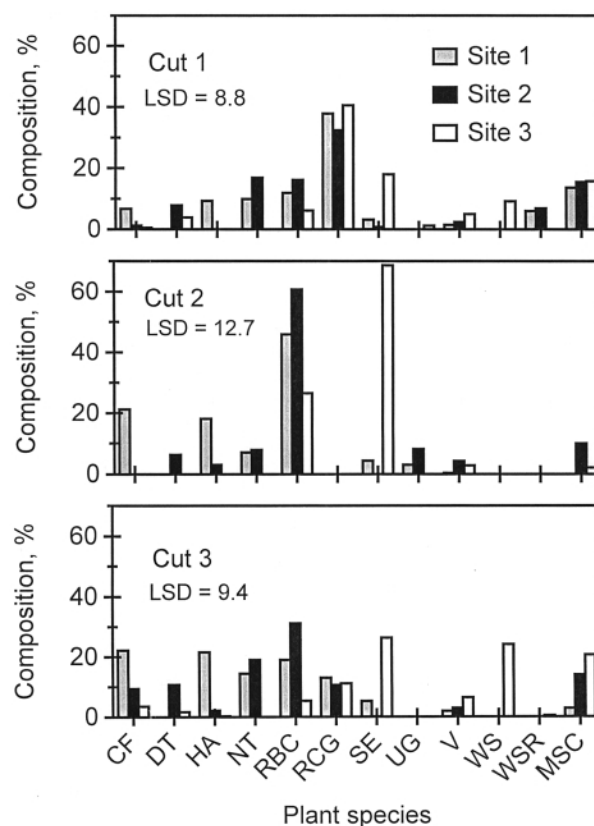 60
40
20
0
Composition, %
Cut 1
LSD = 8.8
Site 1
Site 2
Site 3
60
40
20
0
Composition, %
Cut 2
LSD = 12.7
60
40
20
0
Composition, %
Cut 3
LSD = 9.4
CF
DT
HA
NT
RBC
RCG
SE
UG
V
WS
WSR
MSC
Plant species